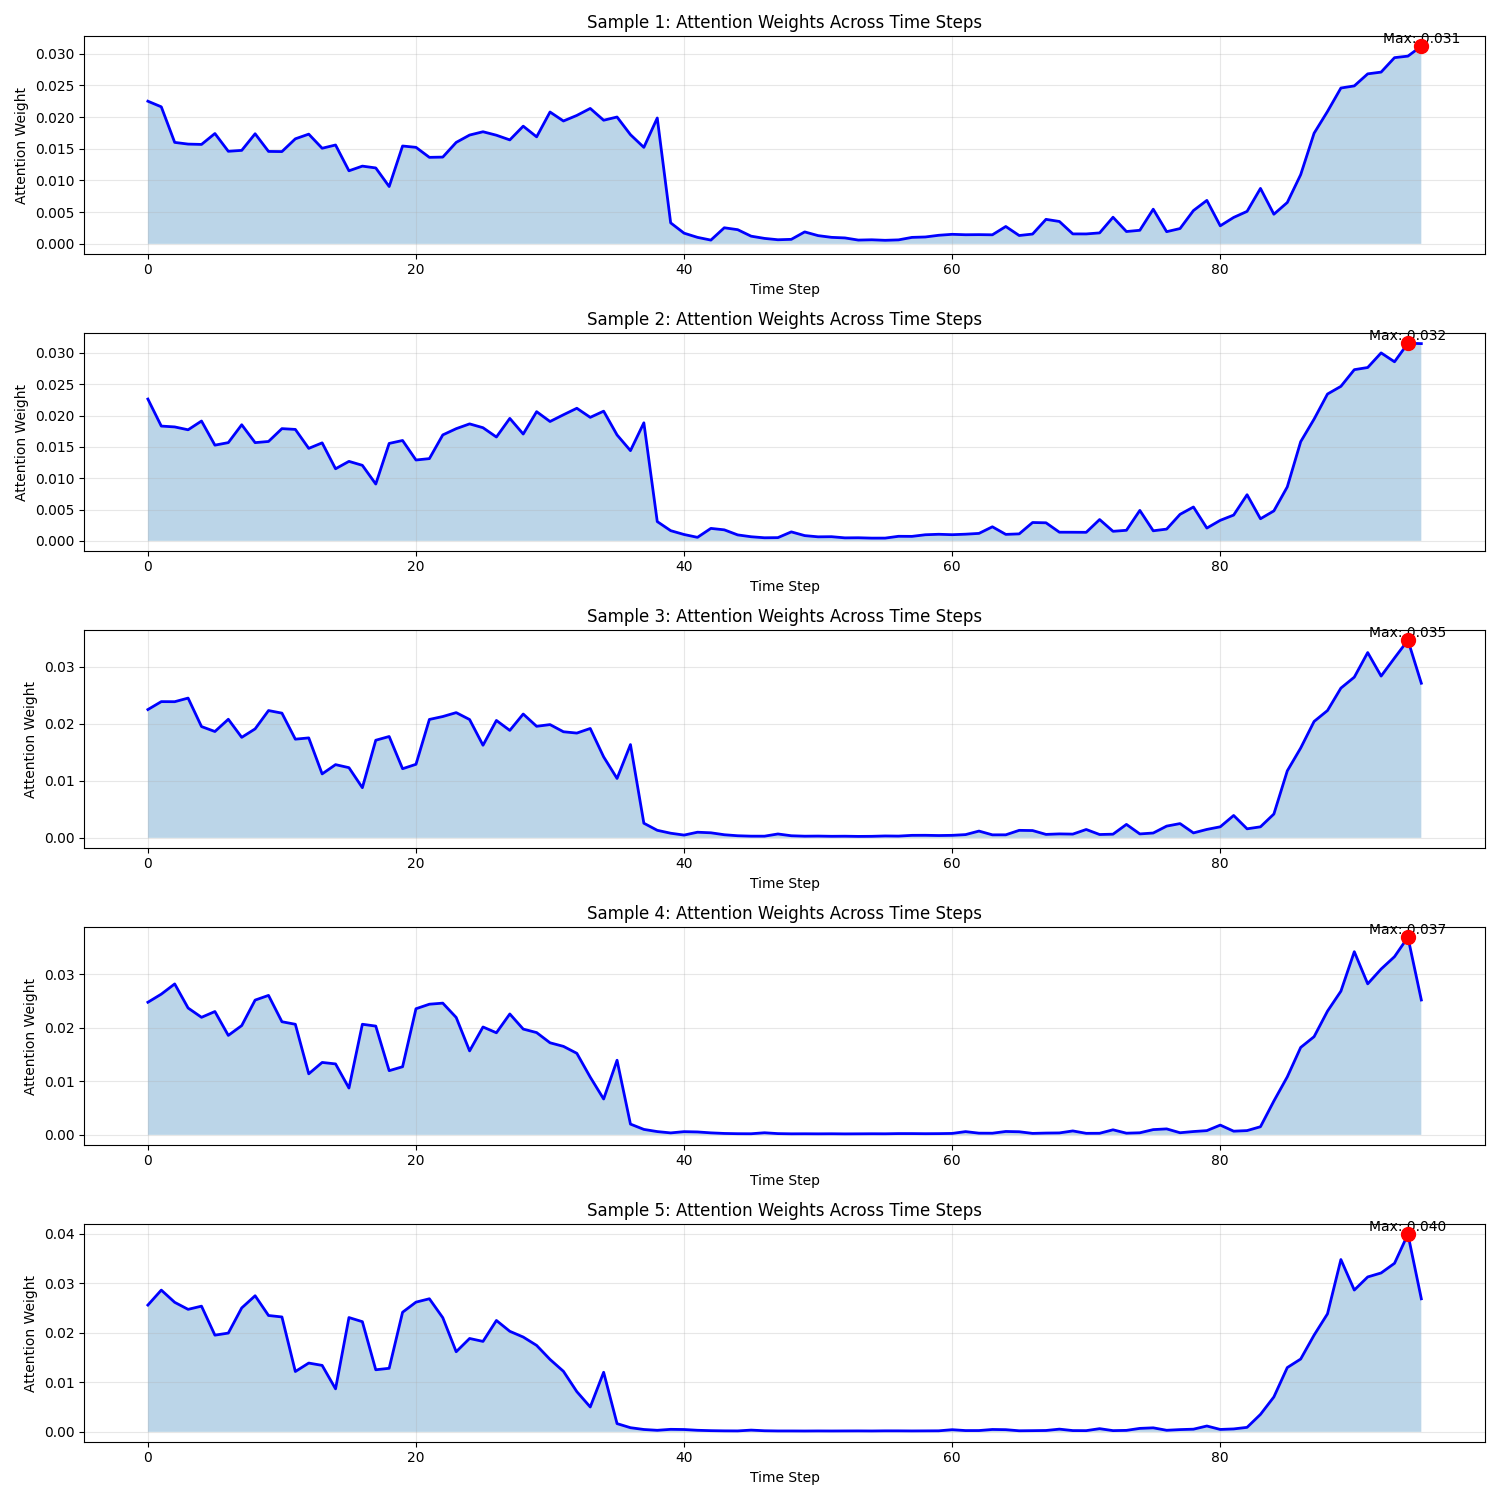 Sample 1: Attention Weights Across Time Steps
Max: 0.031
0.030
0.025
0.020
0.015
0.010
0.005
0.000
Attention Weight
0 20 40 60 80
Time Step
Sample 2: Attention Weights Across Time Steps
Max: 0.032
0.030
0.025
0.020
0.015
0.010
0.005
0.000
Attention Weight
0 20 40 60 80
Time Step
Sample 3: Attention Weights Across Time Steps
Max: 0.035
0.03
0.02
0.01
0.00
Attention Weight
0 20 40 60 80
Time Step
Sample 4: Attention Weights Across Time Steps
Max: 0.037
0.03
0.02
0.01
0.00
Attention Weight
0 20 40 60 80
Time Step
Sample 5: Attention Weights Across Time Steps
Max: 0.040
0.04
0.03
0.02
0.01
0.00
Attention Weight
0 20 40 60 80
Time Step